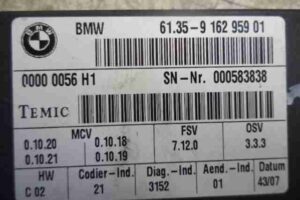 BMW
BMW 61.35-9 162 959 01
0000 0056 H1 SN-Nr. 000583838
TEMIC
MCV FSV OSV
0.10.20 0.10.18 7.12.0 3.3.3
0.10.21 0.10.19
HW Codier-Ind. Diag.-Ind. Aend.-Ind. Datum
C 02 21 3152 01 43/07